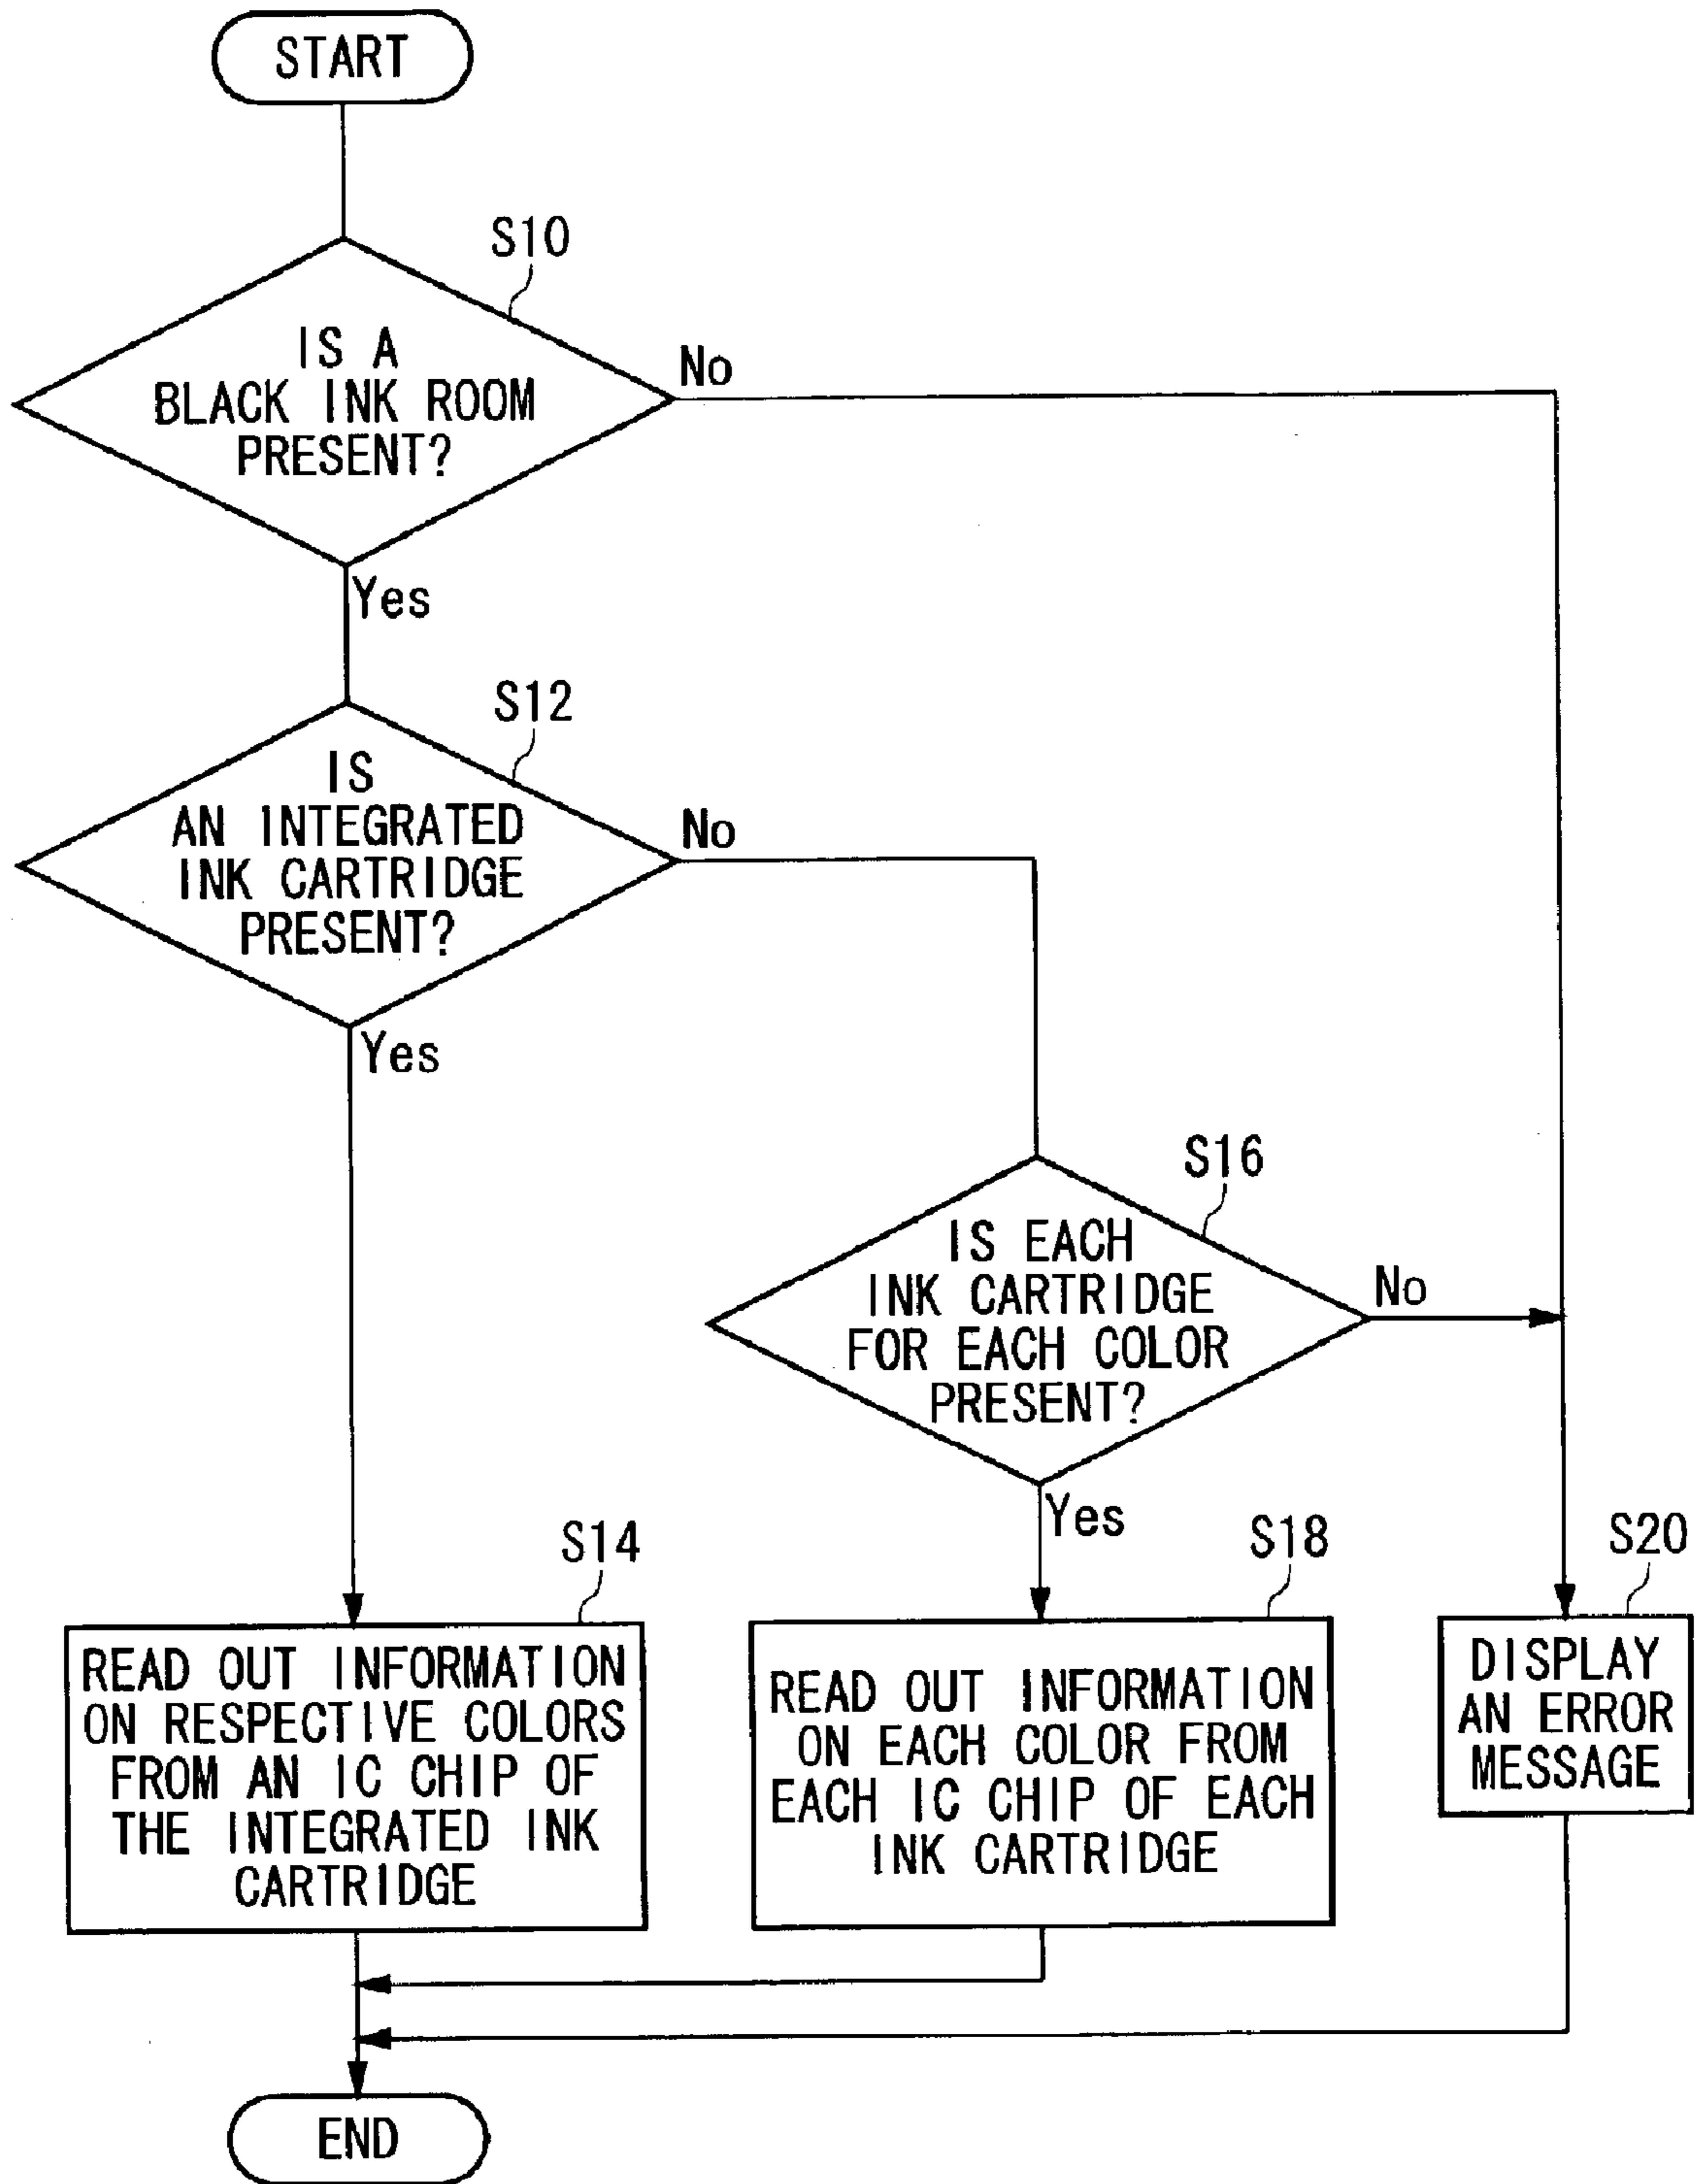 START
S10
IS A
BLACK INK ROOM
PRESENT?
No
Yes
S12
IS
AN INTEGRATED
INK CARTRIDGE
PRESENT?
No
Yes
S16
IS EACH
INK CARTRIDGE
FOR EACH COLOR
PRESENT?
No
Yes
S14
READ OUT INFORMATION
ON RESPECTIVE COLORS
FROM AN IC CHIP OF
THE INTEGRATED INK
CARTRIDGE
S18
READ OUT INFORMATION
ON EACH COLOR FROM
EACH IC CHIP OF EACH
INK CARTRIDGE
S20
DISPLAY
AN ERROR
MESSAGE
END